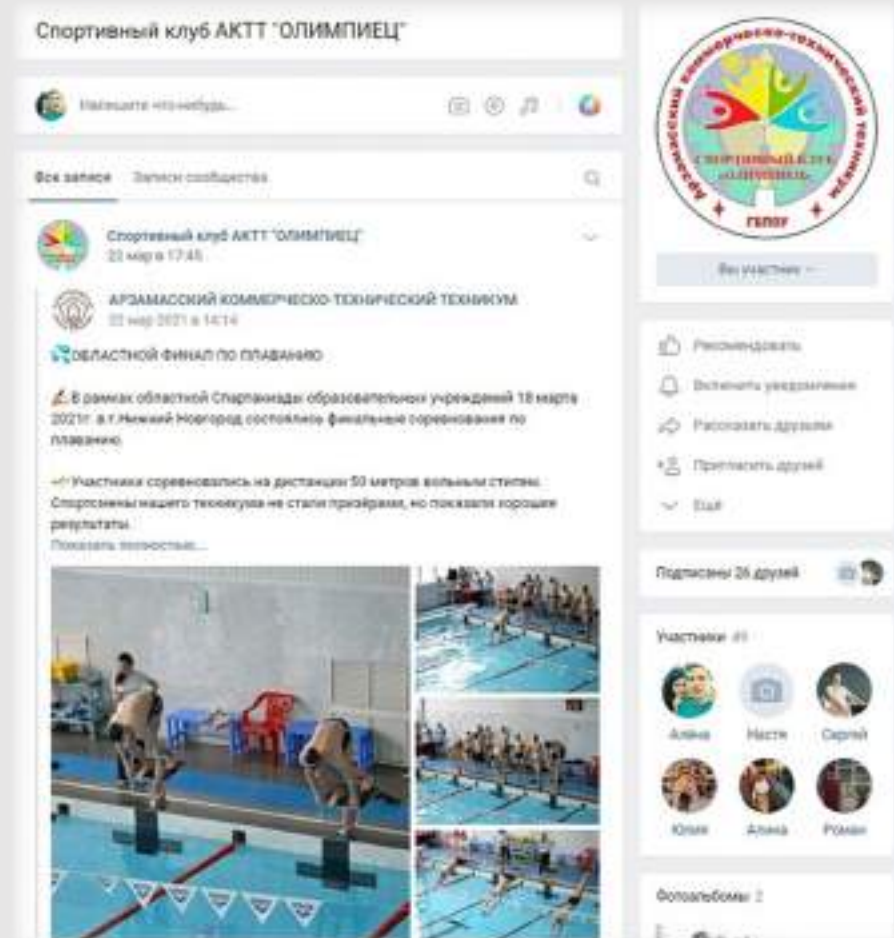 Спортивный клуб АКТТ "ОЛИМПИЕЦ"
Напишите что-нибудь...
Все записи Записи сообщества
Спортивный клуб АКТТ "ОЛИМПИЕЦ"
23 мар в 17:45
АРЗАМАССКИЙ КОММЕРЧЕСКО-ТЕХНИЧЕСКИЙ ТЕХНИКУМ
22 мар 2021 в 14:14
💦ОБЛАСТНОЙ ФИНАЛ ПО ПЛАВАНИЮ
В рамках областной Спартакиады образовательных учреждений 18 марта
2021г. в г.Нижний Новгород состоялись финальные соревнования по
плаванию.
Участники соревновались на дистанции 50 метров вольным стилем.
Спортсмены нашего техникума не стали призёрами, но показали хорошие
результаты.
Показать полностью...
Арзамасский коммерческо-технический техникум
СПОРТИВНЫЙ КЛУБ
«ОЛИМПИЕЦ»
ГБПОУ
Вы участник
Рекомендовать
Включить уведомления
Рассказать друзьям
Пригласить друзей
Ещё
Подписаны 26 друзей
Участники 49
Алёна Настя Сергей
Юлия Алина Роман
Фотоальбомы 2